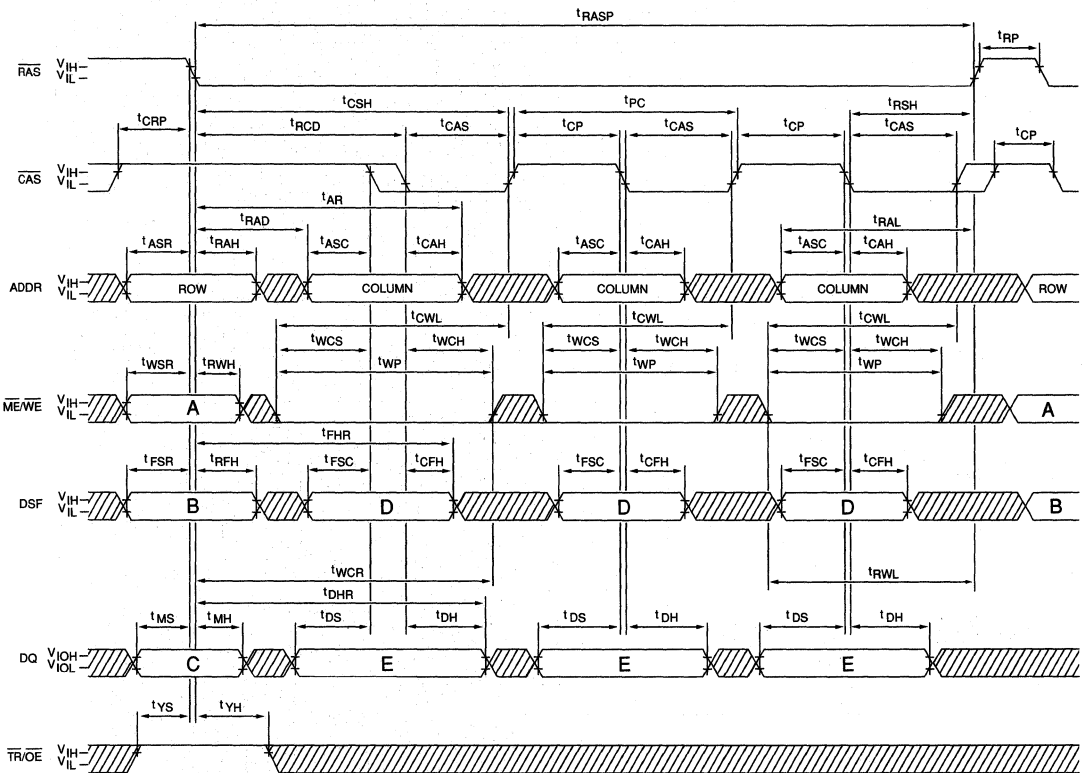 tRASP
tRP
RAS VIH
VIL
tCSH tPC tRSH
tCRP tRCD tCAS tCP tCAS tCP tCAS tCP
CAS VIH
VIL
tAR
tRAD tRAL
tASR tRAH tASC tCAH tASC tCAH tASC tCAH
ADDR VIH
VIL
ROW COLUMN COLUMN COLUMN ROW
tCWL tCWL tCWL
tWCS tWCH tWCS tWCH tWCS tWCH
tWSR tRWH tWP tWP tWP
ME/WE VIH
VIL
A A
tFHR
tFSR tRFH tFSC tCFH tFSC tCFH tFSC tCFH
DSF VIH
VIL
B D D D B
tWCR tRWL
tDHR
tMS tMH tDS tDH tDS tDH tDS tDH
DQ VIOH
VIOL
C E E E
tYS tYH
TR/OE VIH
VIL